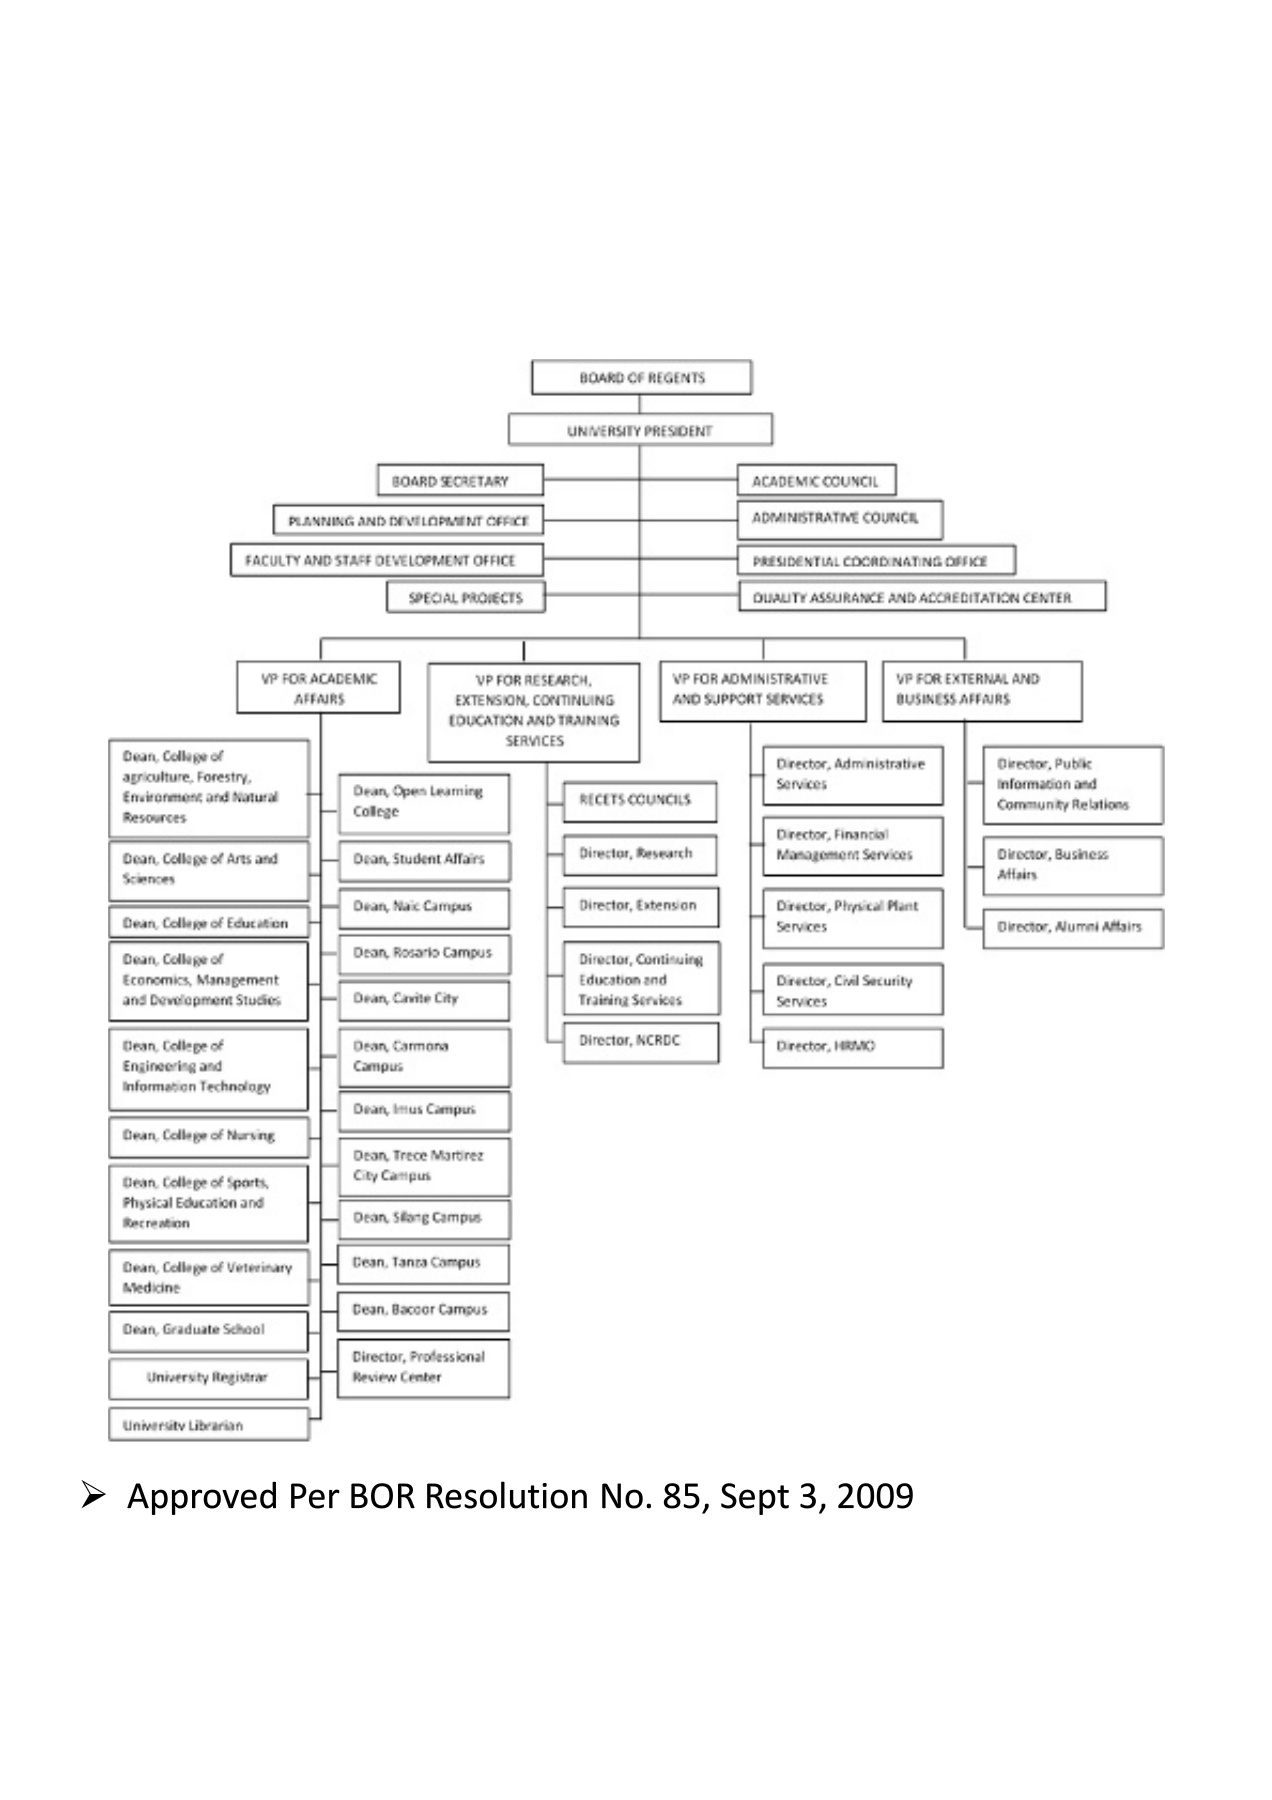 BOARD OF REGENTS
UNIVERSITY PRESIDENT
BOARD SECRETARY
ACADEMIC COUNCIL
PLANNING AND DEVELOPMENT OFFICE
ADMINISTRATIVE COUNCIL
FACULTY AND STAFF DEVELOPMENT OFFICE
PRESIDENTIAL COORDINATING OFFICE
SPECIAL PROJECTS
QUALITY ASSURANCE AND ACCREDITATION CENTER
VP FOR ACADEMIC
AFFAIRS
VP FOR RESEARCH,
EXTENSION, CONTINUING
EDUCATION AND TRAINING
SERVICES
VP FOR ADMINISTRATIVE
AND SUPPORT SERVICES
VP FOR EXTERNAL AND
BUSINESS AFFAIRS
Dean, College of
agriculture, Forestry,
Environment and Natural
Resources
Dean, College of Arts and
Sciences
Dean, College of Education
Dean, College of
Economics, Management
and Development Studies
Dean, College of
Engineering and
Information Technology
Dean, College of Nursing
Dean, College of Sports,
Physical Education and
Recreation
Dean, College of Veterinary
Medicine
Dean, Graduate School
University Registrar
University Librarian
Dean, Open Learning
College
Dean, Student Affairs
Dean, Naic Campus
Dean, Rosario Campus
Dean, Cavite City
Dean, Carmona
Campus
Dean, Imus Campus
Dean, Trece Martirez
City Campus
Dean, Silang Campus
Dean, Tanza Campus
Dean, Bacoor Campus
Director, Professional
Review Center
RECETS COUNCILS
Director, Research
Director, Extension
Director, Continuing
Education and
Training Services
Director, NCRDC
Director, Administrative
Services
Director, Financial
Management Services
Director, Physical Plant
Services
Director, Civil Security
Services
Director, HRMO
Director, Public
Information and
Community Relations
Director, Business
Affairs
Director, Alumni Affairs
➢ Approved Per BOR Resolution No. 85, Sept 3, 2009